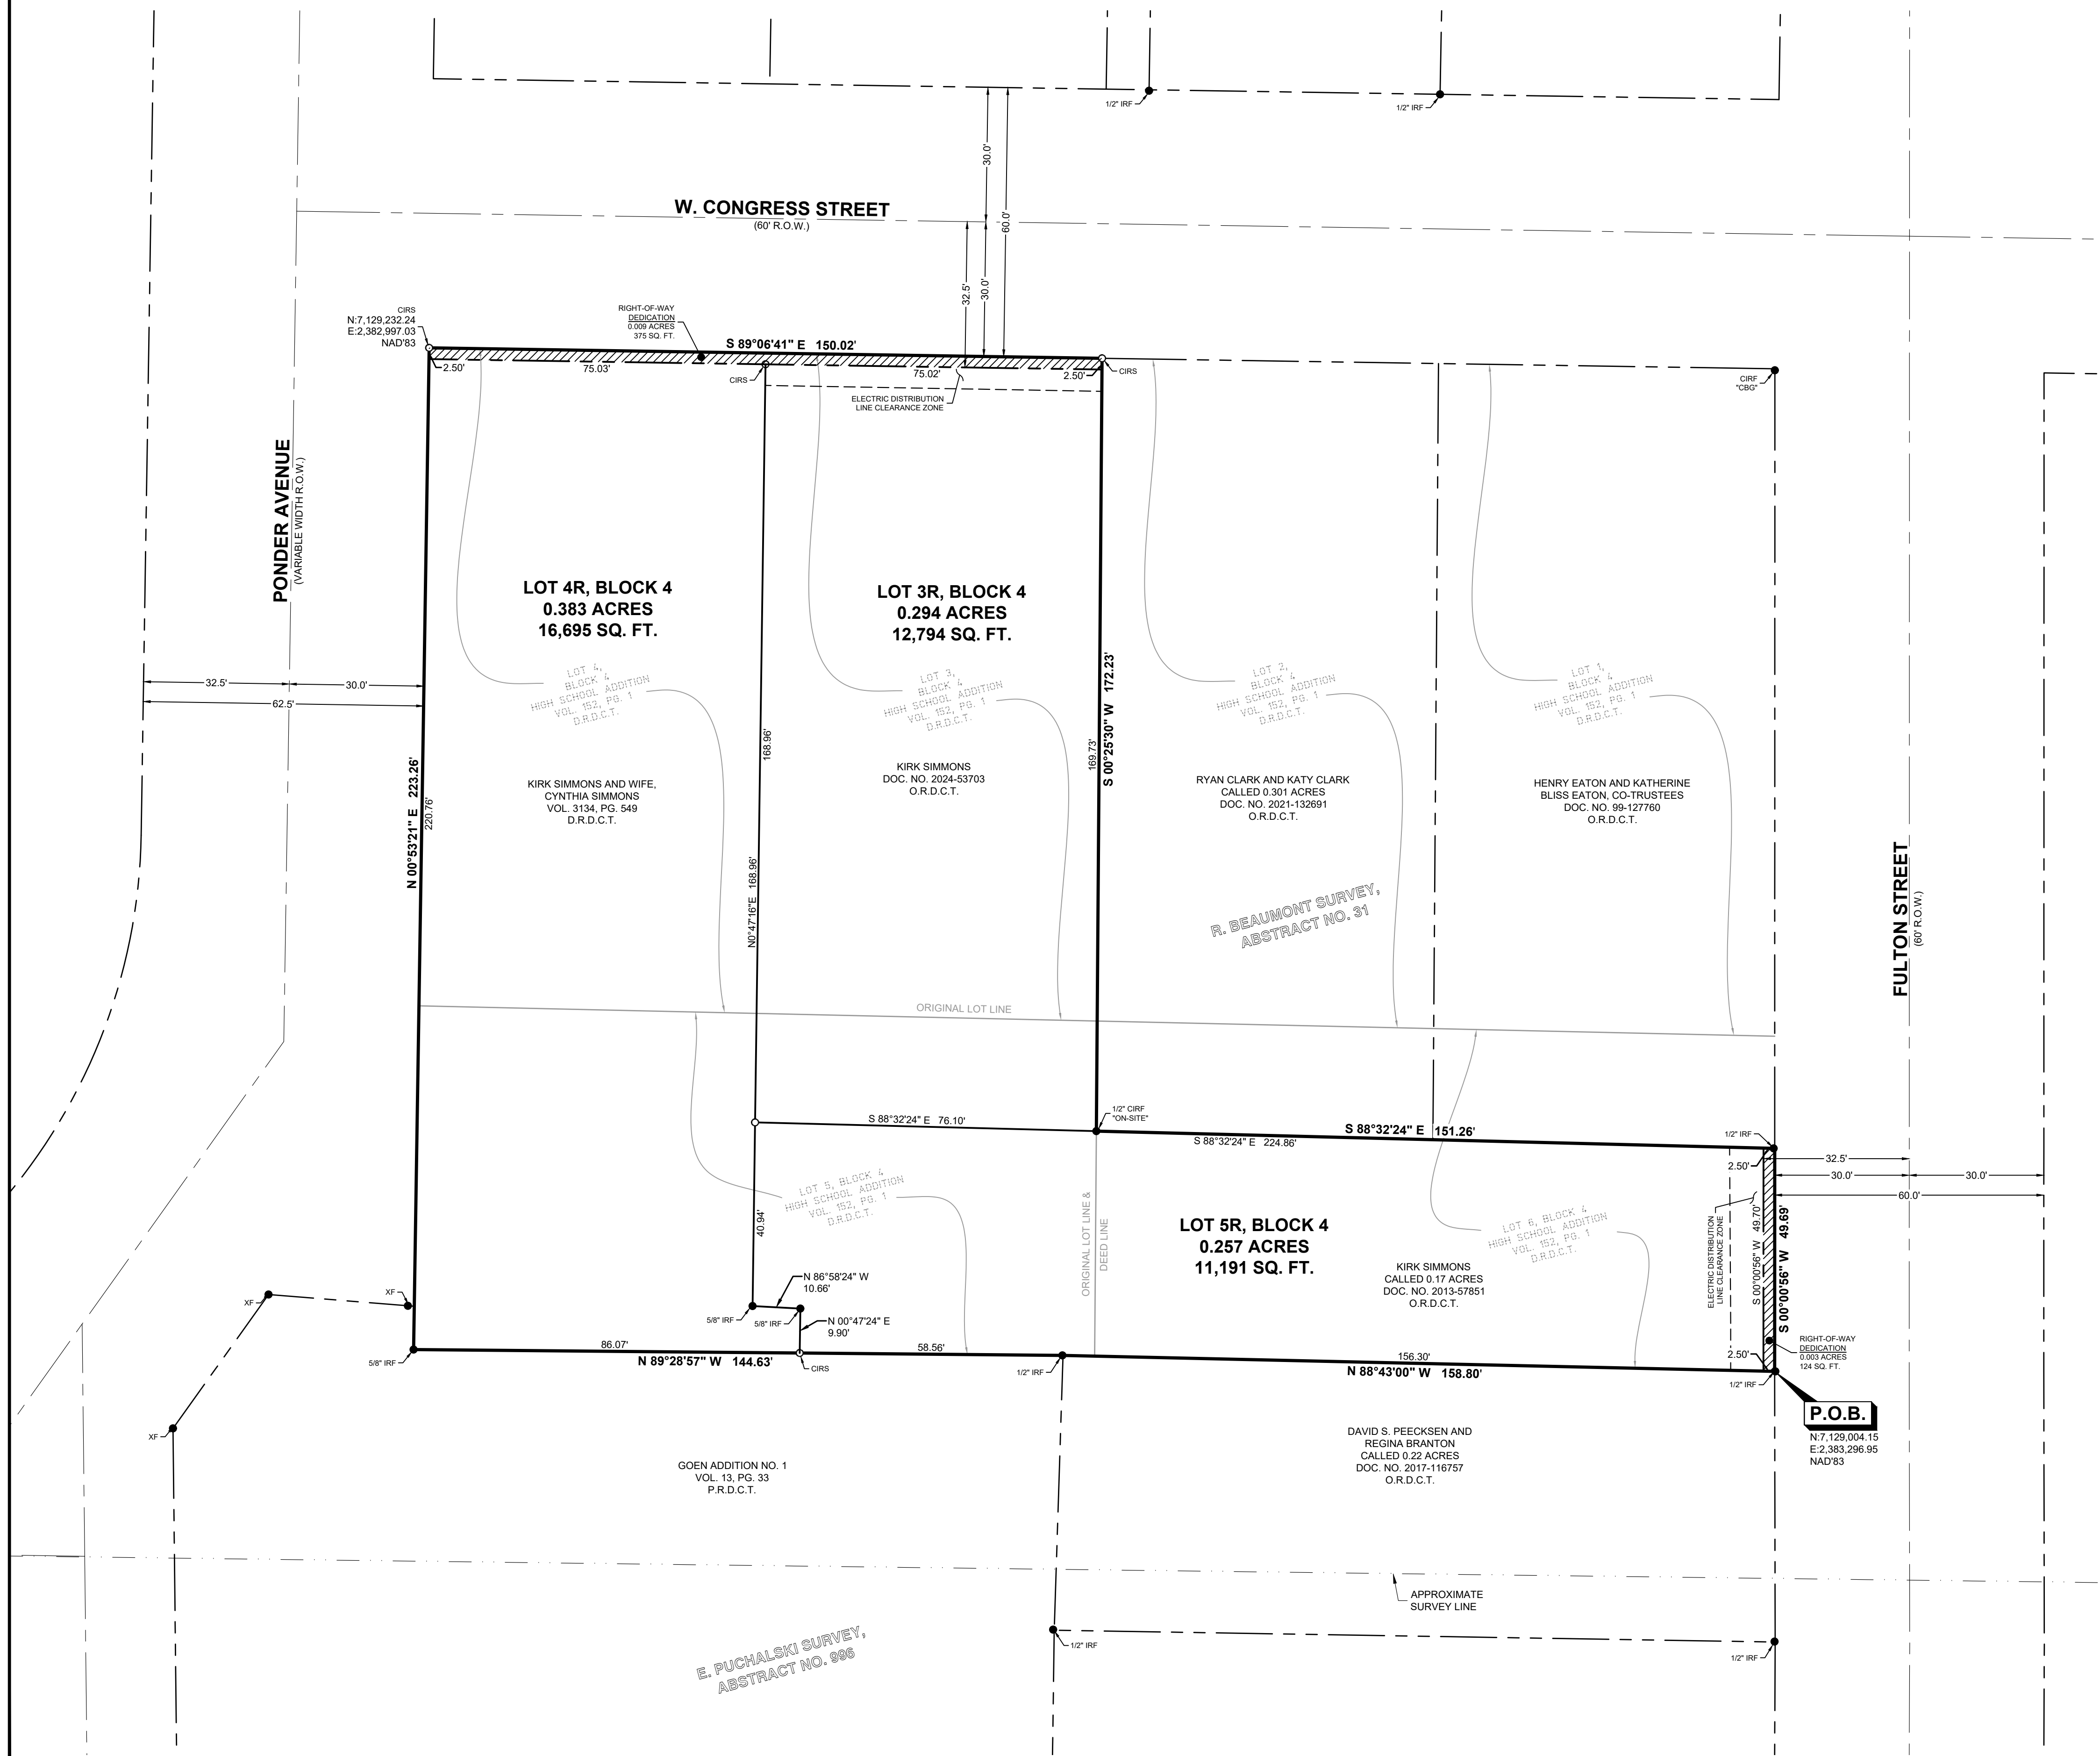 1/2" IRF
1/2" IRF
30.0'
60.0'
W. CONGRESS STREET
(60' R.O.W.)
32.5'
30.0'
CIRS
N:7,129,232.24
E:2,382,997.03
NAD'83
RIGHT-OF-WAY
DEDICATION
0.009 ACRES
375 SQ. FT.
S 89°06'41" E 150.02'
2.50'
75.03'
CIRS
75.02'
2.50'
CIRS
ELECTRIC DISTRIBUTION
LINE CLEARANCE ZONE
CIRF
"CBG"
PONDER AVENUE
(VARIABLE WIDTH R.O.W.)
LOT 4R, BLOCK 4
0.383 ACRES
16,695 SQ. FT.
LOT 3R, BLOCK 4
0.294 ACRES
12,794 SQ. FT.
32.5'
30.0'
62.5'
LOT 4,
BLOCK 4
HIGH SCHOOL ADDITION
VOL. 152, PG. 1
D.R.D.C.T.
LOT 3,
BLOCK 4
HIGH SCHOOL ADDITION
VOL. 152, PG. 1
D.R.D.C.T.
LOT 2,
BLOCK 4
HIGH SCHOOL ADDITION
VOL. 152, PG. 1
D.R.D.C.T.
LOT 1,
BLOCK 4
HIGH SCHOOL ADDITION
VOL. 152, PG. 1
D.R.D.C.T.
N 00°53'21" E 223.26'
220.76'
168.96'
N0°47'16"E 168.96'
169.73'
S 00°25'30" W 172.23'
KIRK SIMMONS AND WIFE,
CYNTHIA SIMMONS
VOL. 3134, PG. 549
D.R.D.C.T.
KIRK SIMMONS
DOC. NO. 2024-53703
O.R.D.C.T.
RYAN CLARK AND KATY CLARK
CALLED 0.301 ACRES
DOC. NO. 2021-132691
O.R.D.C.T.
HENRY EATON AND KATHERINE
BLISS EATON, CO-TRUSTEES
DOC. NO. 99-127760
O.R.D.C.T.
R. BEAUMONT SURVEY,
ABSTRACT NO. 31
FULTON STREET
(60' R.O.W.)
ORIGINAL LOT LINE
S 88°32'24" E 76.10'
1/2" CIRF
"ON-SITE"
S 88°32'24" E 224.86'
S 88°32'24" E 151.26'
1/2" IRF
2.50'
32.5'
30.0'
30.0'
60.0'
LOT 5, BLOCK 4
HIGH SCHOOL ADDITION
VOL. 152, PG. 1
D.R.D.C.T.
40.94'
ORIGINAL LOT LINE &
DEED LINE
LOT 5R, BLOCK 4
0.257 ACRES
11,191 SQ. FT.
LOT 6, BLOCK 4
HIGH SCHOOL ADDITION
VOL. 152, PG. 1
D.R.D.C.T.
KIRK SIMMONS
CALLED 0.17 ACRES
DOC. NO. 2013-57851
O.R.D.C.T.
ELECTRIC DISTRIBUTION
LINE CLEARANCE ZONE
S 00°00'56" W 49.70'
S 00°00'56" W 49.69'
N 86°58'24" W
10.66'
5/8" IRF
5/8" IRF
N 00°47'24" E
9.90'
XF
XF
XF
5/8" IRF
86.07'
N 89°28'57" W 144.63'
CIRS
58.56'
1/2" IRF
156.30'
N 88°43'00" W 158.80'
2.50'
RIGHT-OF-WAY
DEDICATION
0.003 ACRES
124 SQ. FT.
1/2" IRF
P.O.B.
N:7,129,004.15
E:2,383,296.95
NAD'83
GOEN ADDITION NO. 1
VOL. 13, PG. 33
P.R.D.C.T.
DAVID S. PEECKSEN AND
REGINA BRANTON
CALLED 0.22 ACRES
DOC. NO. 2017-116757
O.R.D.C.T.
APPROXIMATE
SURVEY LINE
E. PUCHALSKI SURVEY,
ABSTRACT NO. 996
1/2" IRF
1/2" IRF